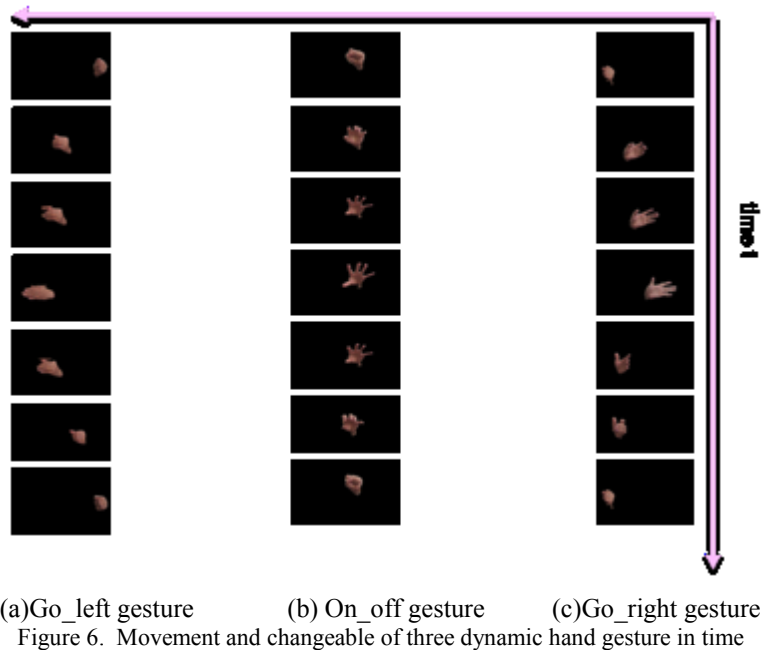 time t
(a)Go_left gesture (b) On_off gesture (c)Go_right gesture
Figure 6. Movement and changeable of three dynamic hand gesture in time